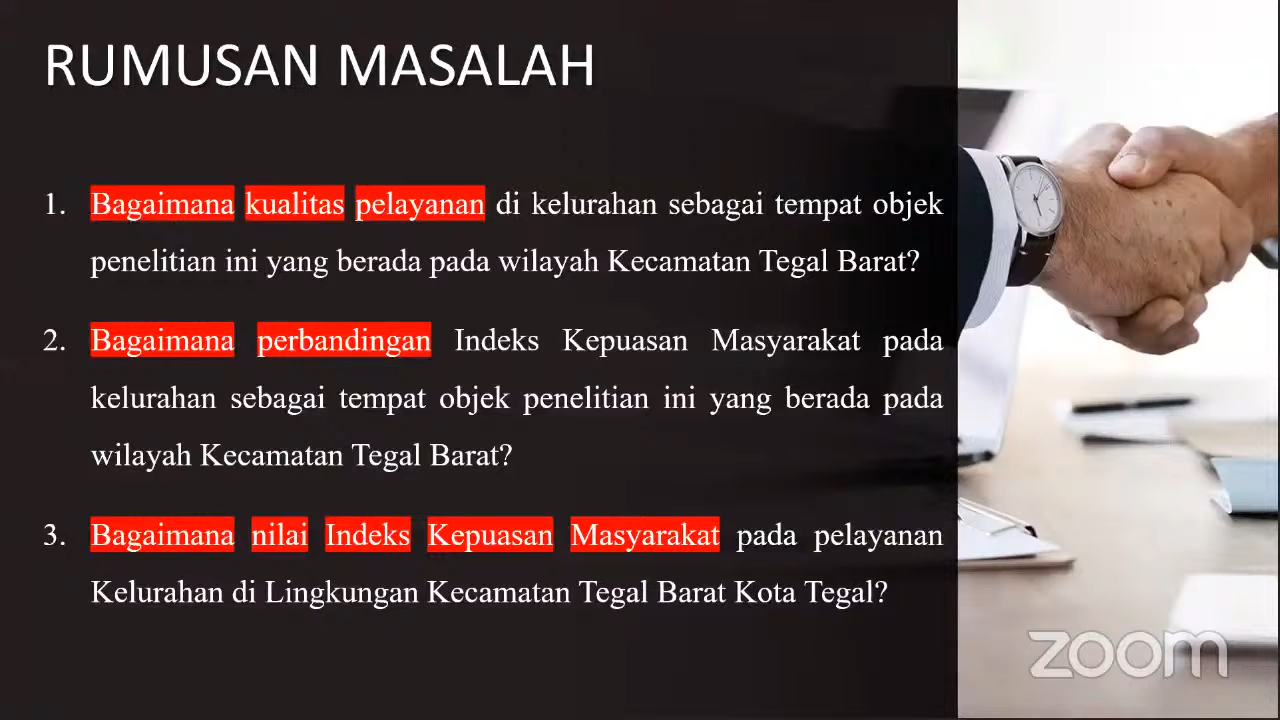 RUMUSAN MASALAH
1. Bagaimana kualitas pelayanan di kelurahan sebagai tempat objek
penelitian ini yang berada pada wilayah Kecamatan Tegal Barat?
2. Bagaimana perbandingan Indeks Kepuasan Masyarakat pada
kelurahan sebagai tempat objek penelitian ini yang berada pada
wilayah Kecamatan Tegal Barat?
3. Bagaimana nilai Indeks Kepuasan Masyarakat pada pelayanan
Kelurahan di Lingkungan Kecamatan Tegal Barat Kota Tegal?
zoom